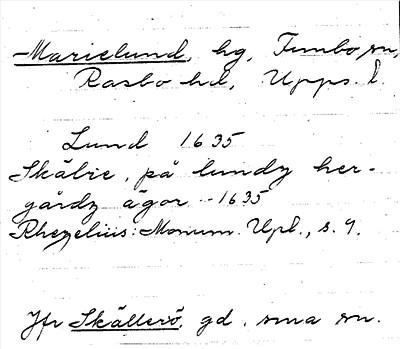 Marielund, hg, Funbo sn,
Rasbo hd, Upps. l.
Lund 1635
Skälbie, på lundz her-
gårdz ägor - 1635
Rhezelius: Monum. Upl., s. 9.
Jfr Skällerö, gd, sma sn.